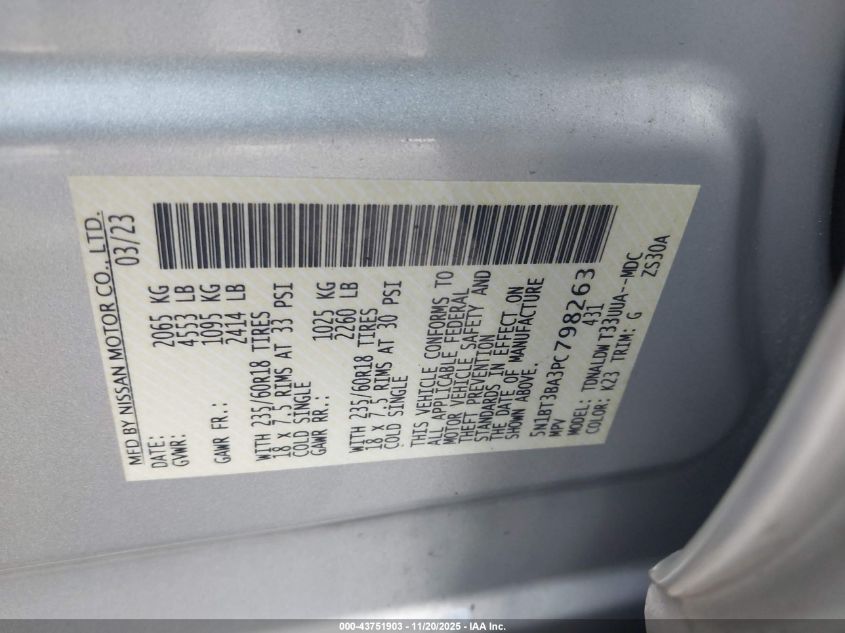 MFD BY NISSAN MOTOR CO., LTD.
DATE: 03/23
GVWR: 2065 KG
4553 LB
GAWR FR.: 1095 KG
2414 LB
WITH 235/60R18 TIRES
18 X 7.5 RIMS AT 33 PSI
COLD SINGLE
GAWR RR.: 1025 KG
2260 LB
WITH 235/60R18 TIRES
18 X 7.5 RIMS AT 30 PSI
COLD SINGLE
THIS VEHICLE CONFORMS TO
ALL APPLICABLE FEDERAL
MOTOR VEHICLE SAFETY AND
THEFT PREVENTION
STANDARDS IN EFFECT ON
THE DATE OF MANUFACTURE
SHOWN ABOVE.
5N1BT3BA3PC798263
MPV 431
MODEL: TDNALDW T33UUA--MDC
COLOR: K23 TRIM: G ZS30A
000-43751903 - 11/20/2025 - IAA Inc.